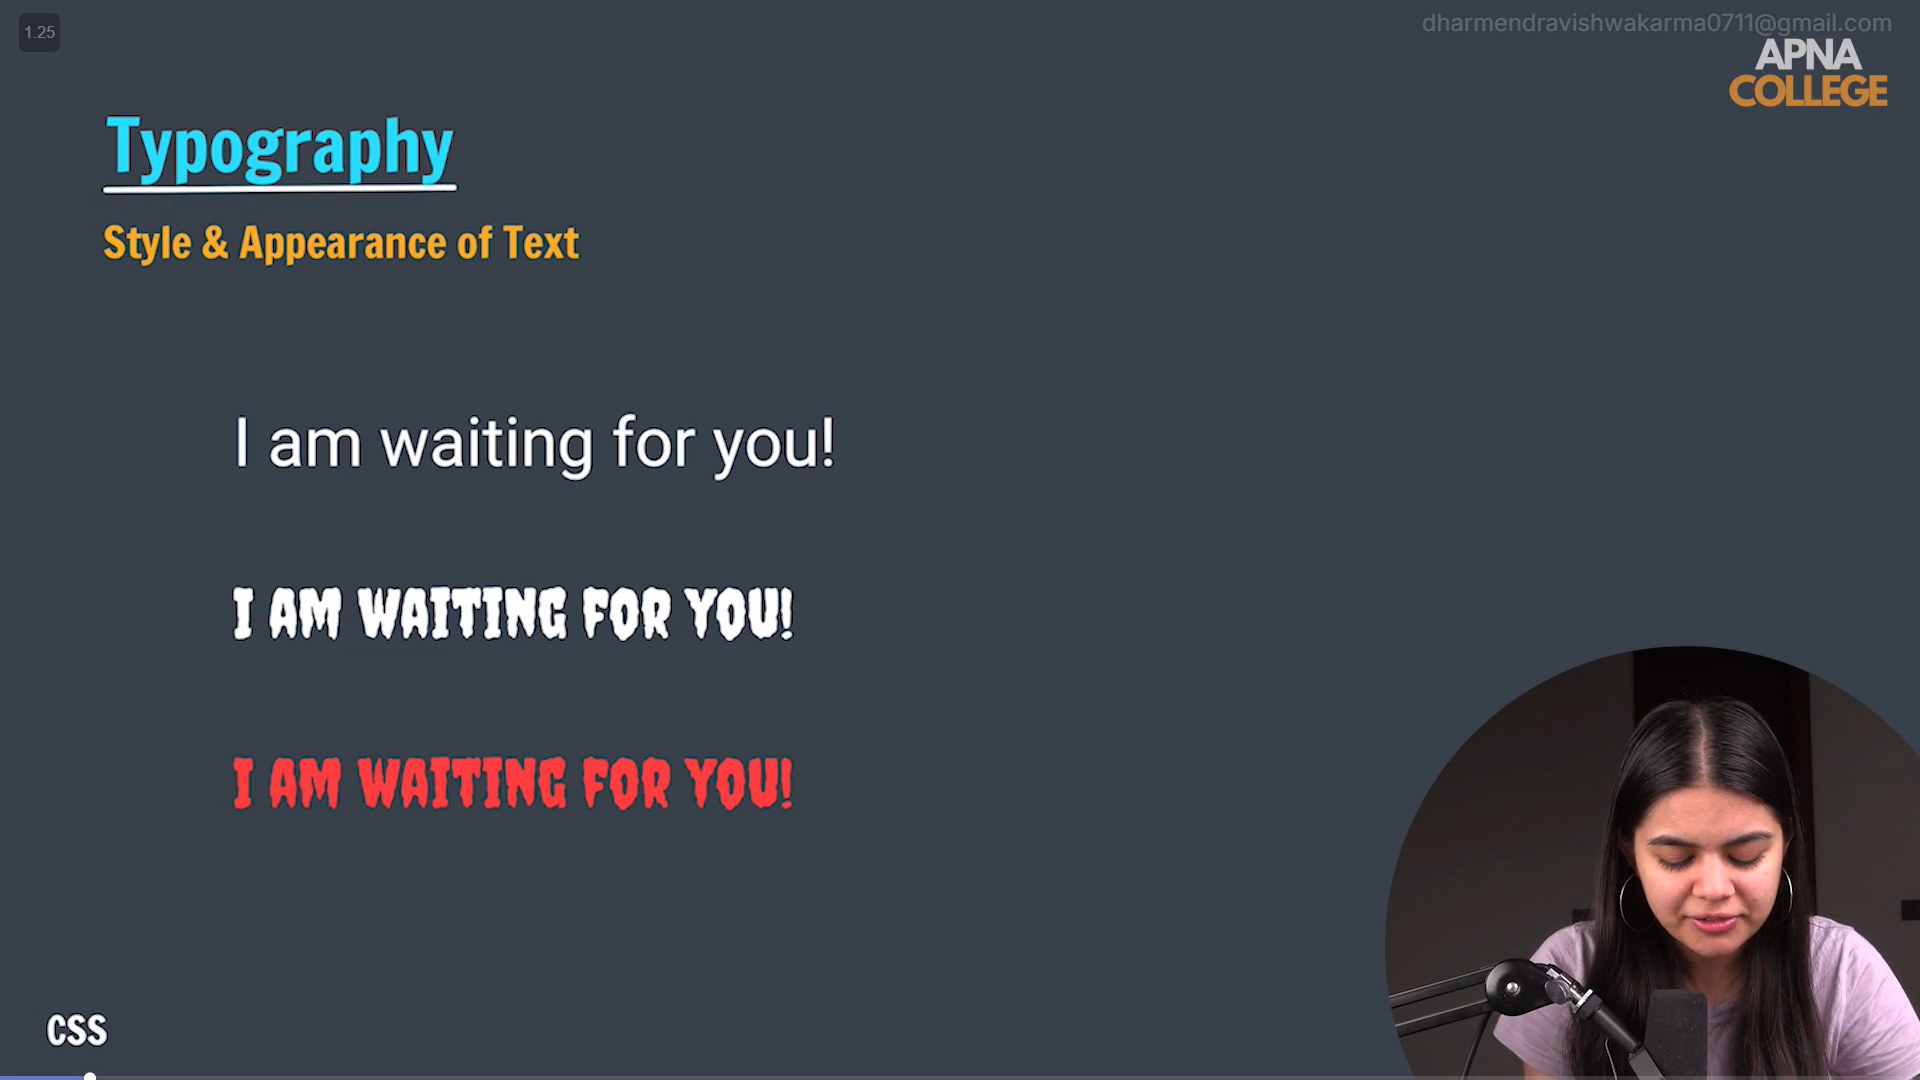 1.25
dharmendravishwakarma0711@gmail.com
APNA
COLLEGE
Typography
Style & Appearance of Text
I am waiting for you!
I AM WAITING FOR YOU!
I AM WAITING FOR YOU!
CSS